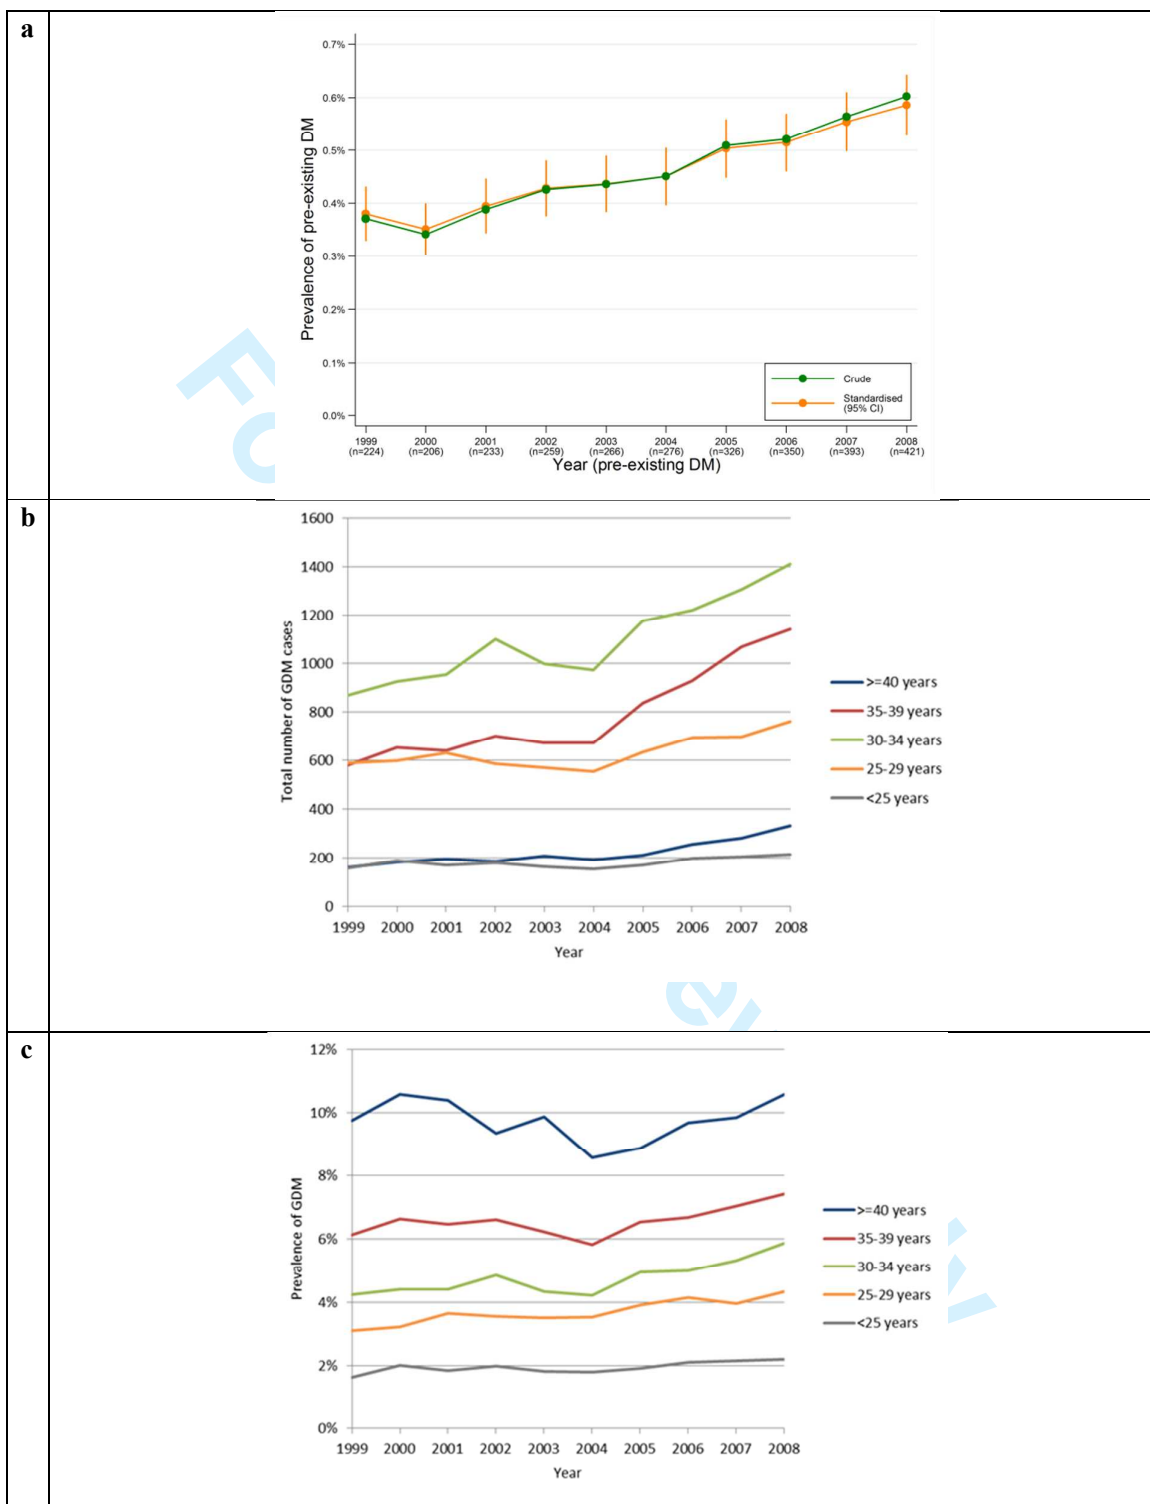 a
0.7%
0.6%
0.5%
0.4%
0.3%
0.2%
0.1%
0.0%
Prevalence of pre-existing DM
Crude
Standardised
(95% CI)
1999 2000 2001 2002 2003 2004 2005 2006 2007 2008
(n=224) (n=206) (n=233) (n=259) (n=266) (n=276) (n=326) (n=350) (n=393) (n=421)
Year (pre-existing DM)
b
1600
1400
1200
1000
800
600
400
200
0
Total number of GDM cases
>=40 years
35-39 years
30-34 years
25-29 years
<25 years
1999 2000 2001 2002 2003 2004 2005 2006 2007 2008
Year
c
12%
10%
8%
6%
4%
2%
0%
Prevalence of GDM
>=40 years
35-39 years
30-34 years
25-29 years
<25 years
1999 2000 2001 2002 2003 2004 2005 2006 2007 2008
Year